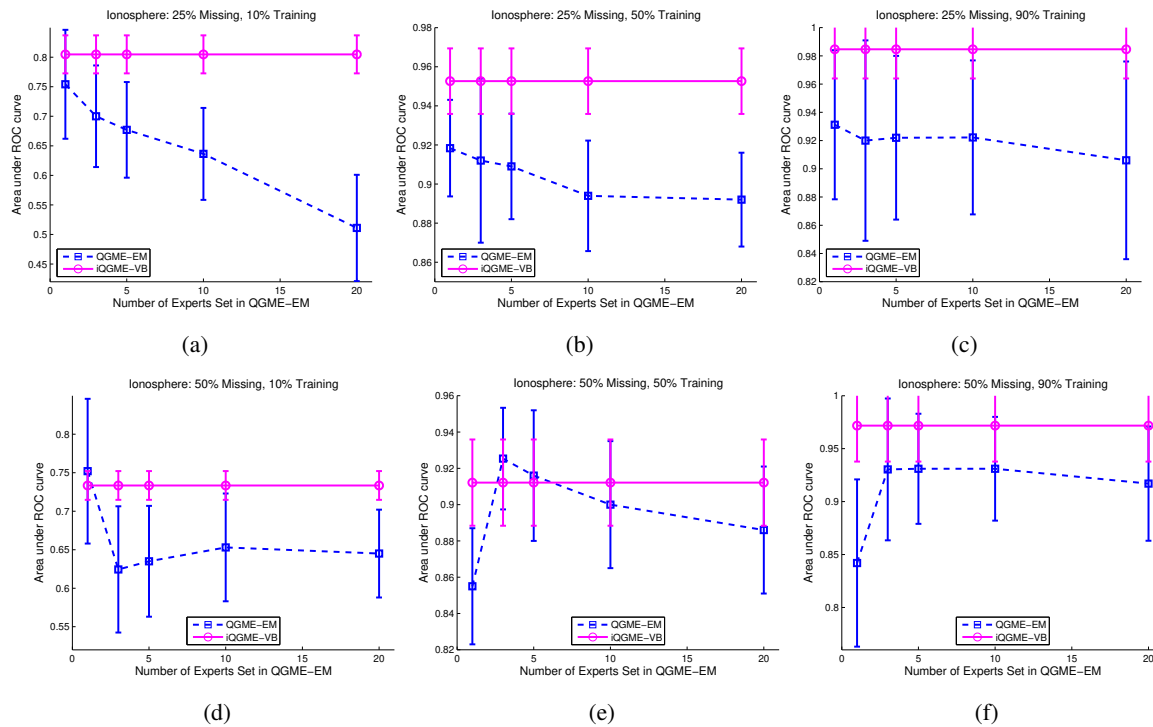 Ionosphere: 25% Missing, 10% Training
Area under ROC curve
0.8
0.75
0.7
0.65
0.6
0.55
0.5
0.45
QGME−EM
iQGME−VB
0 5 10 15 20
Number of Experts Set in QGME−EM
(a)
Ionosphere: 25% Missing, 50% Training
Area under ROC curve
0.98
0.96
0.94
0.92
0.9
0.88
0.86
QGME−EM
iQGME−VB
0 5 10 15 20
Number of Experts Set in QGME−EM
(b)
Ionosphere: 25% Missing, 90% Training
Area under ROC curve
1
0.98
0.96
0.94
0.92
0.9
0.88
0.86
0.84
0.82
QGME−EM
iQGME−VB
0 5 10 15 20
Number of Experts Set in QGME−EM
(c)
Ionosphere: 50% Missing, 10% Training
Area under ROC curve
0.8
0.75
0.7
0.65
0.6
0.55
QGME−EM
iQGME−VB
0 5 10 15 20
Number of Experts Set in QGME−EM
(d)
Ionosphere: 50% Missing, 50% Training
Area under ROC curve
0.96
0.94
0.92
0.9
0.88
0.86
0.84
0.82
QGME−EM
iQGME−VB
0 5 10 15 20
Number of Experts Set in QGME−EM
(e)
Ionosphere: 50% Missing, 90% Training
Area under ROC curve
1
0.95
0.9
0.85
0.8
QGME−EM
iQGME−VB
0 5 10 15 20
Number of Experts Set in QGME−EM
(f)